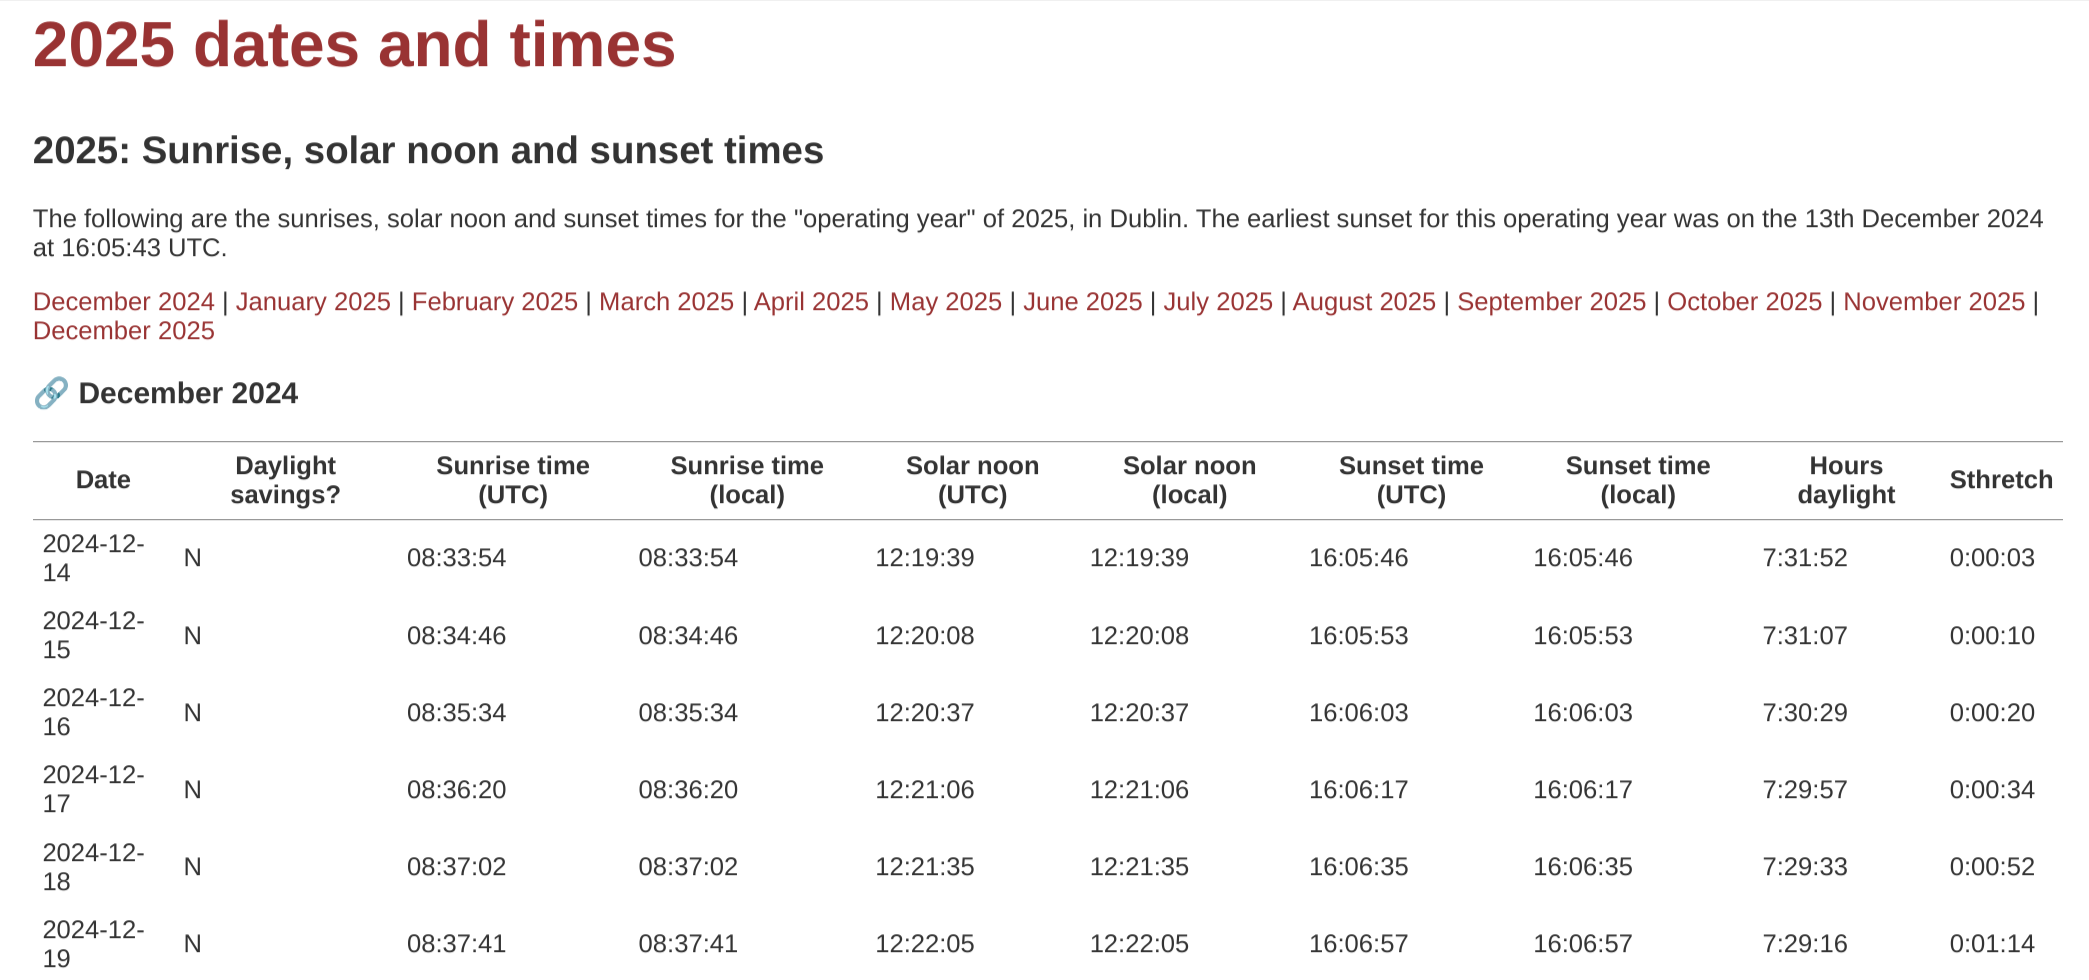 2025 dates and times
2025: Sunrise, solar noon and sunset times
The following are the sunrises, solar noon and sunset times for the "operating year" of 2025, in Dublin. The earliest sunset for this operating year was on the 13th December 2024
at 16:05:43 UTC.
December 2024 | January 2025 | February 2025 | March 2025 | April 2025 | May 2025 | June 2025 | July 2025 | August 2025 | September 2025 | October 2025 | November 2025 |
December 2025
🔗 December 2024
Date Daylight savings? Sunrise time (UTC) Sunrise time (local) Solar noon (UTC) Solar noon (local) Sunset time (UTC) Sunset time (local) Hours daylight Sthretch
2024-12-14 N 08:33:54 08:33:54 12:19:39 12:19:39 16:05:46 16:05:46 7:31:52 0:00:03
2024-12-15 N 08:34:46 08:34:46 12:20:08 12:20:08 16:05:53 16:05:53 7:31:07 0:00:10
2024-12-16 N 08:35:34 08:35:34 12:20:37 12:20:37 16:06:03 16:06:03 7:30:29 0:00:20
2024-12-17 N 08:36:20 08:36:20 12:21:06 12:21:06 16:06:17 16:06:17 7:29:57 0:00:34
2024-12-18 N 08:37:02 08:37:02 12:21:35 12:21:35 16:06:35 16:06:35 7:29:33 0:00:52
2024-12-19 N 08:37:41 08:37:41 12:22:05 12:22:05 16:06:57 16:06:57 7:29:16 0:01:14